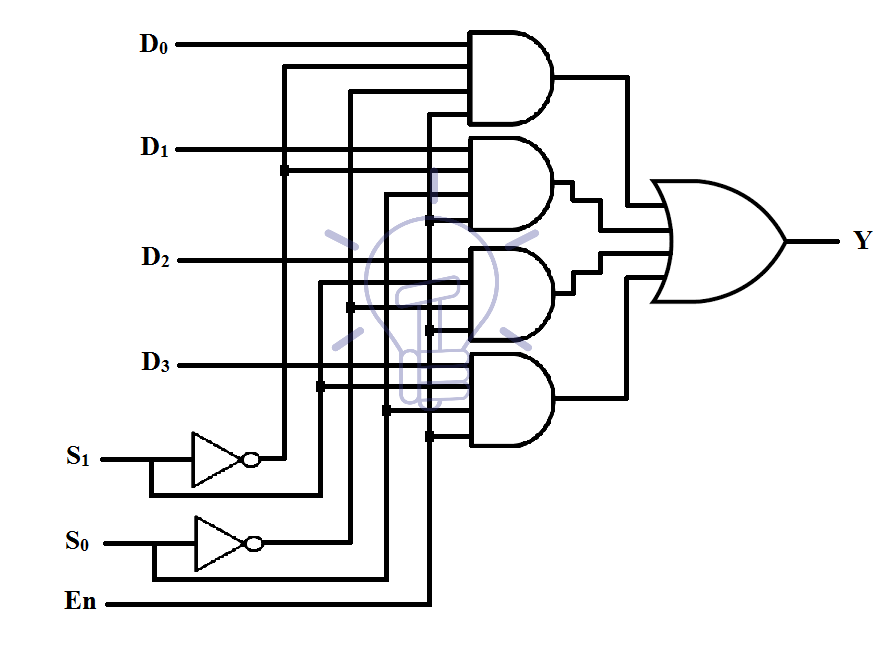 D₀
D₁
D₂
D₃
S₁
S₀
En
Y